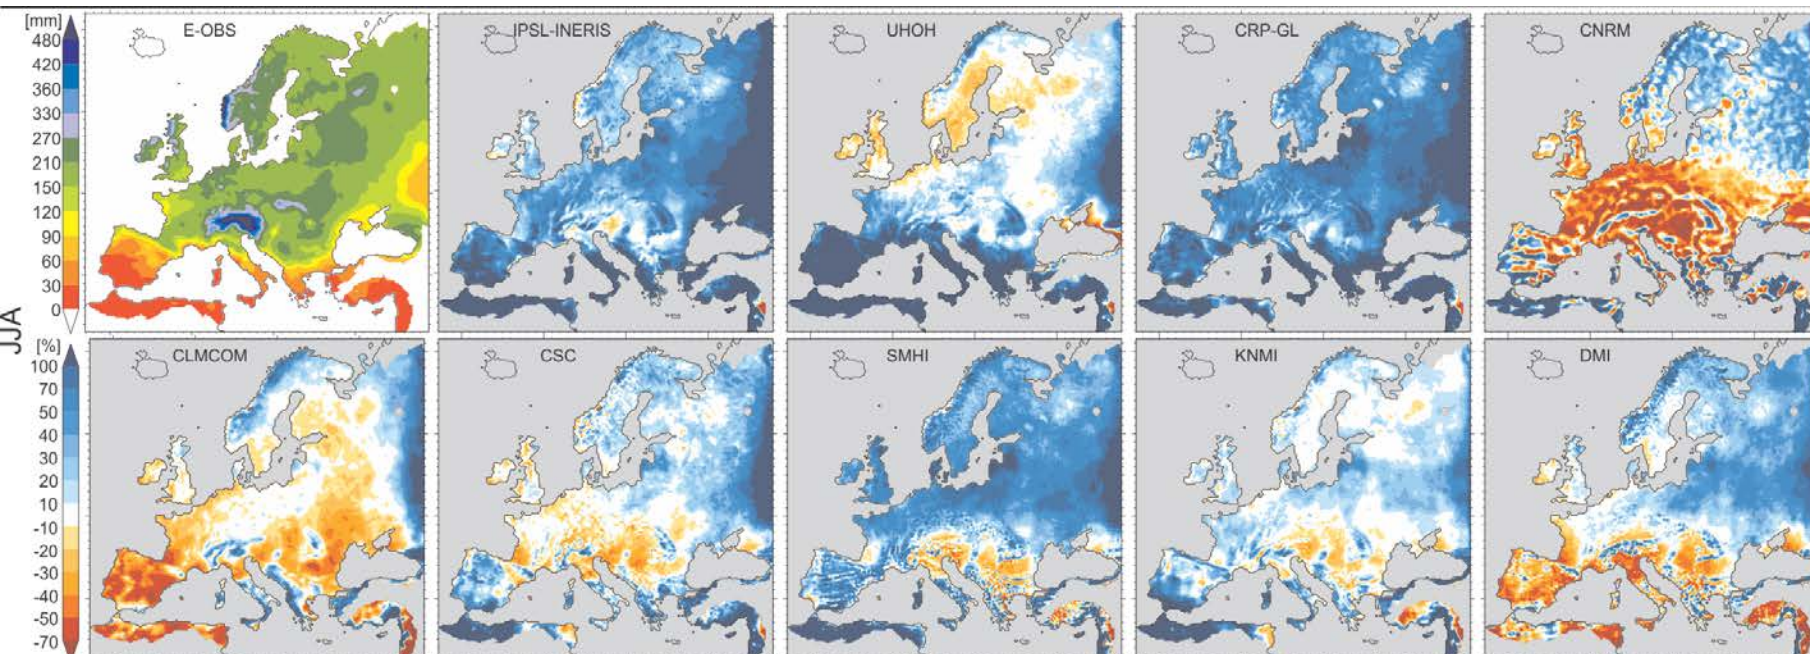 [mm]
480
420
360
330
270
210
150
120
90
60
30
0
E-OBS
IPSL-INERIS
UHOH
CRP-GL
CNRM
JJA
[%]
100
70
50
40
30
20
10
-10
-20
-30
-40
-50
-70
CLMCOM
CSC
SMHI
KNMI
DMI